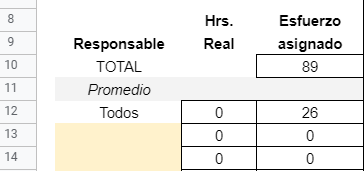 8 Hrs. Esfuerzo
9 Responsable Real asignado
10 TOTAL 89
11 Promedio
12 Todos 0 26
13 0 0
14 0 0